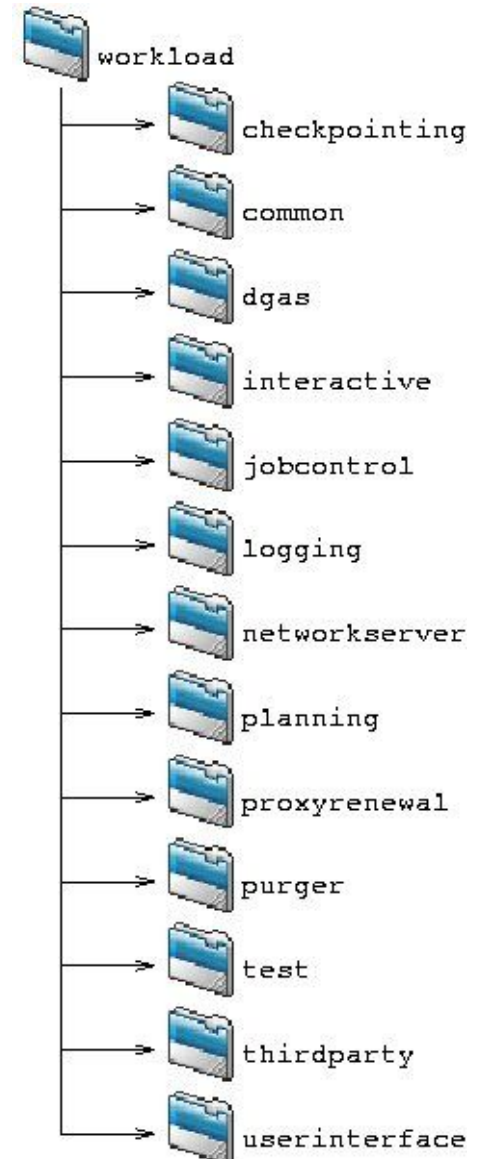 workload
checkpointing
common
dgas
interactive
jobcontrol
logging
networkserver
planning
proxyrenewal
purger
test
thirdparty
userinterface